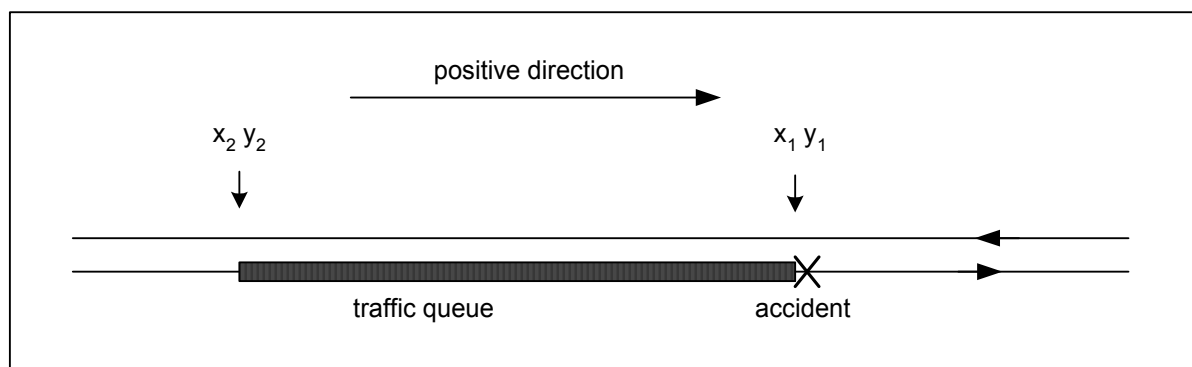 positive direction
x2 y2
x1 y1
traffic queue
accident